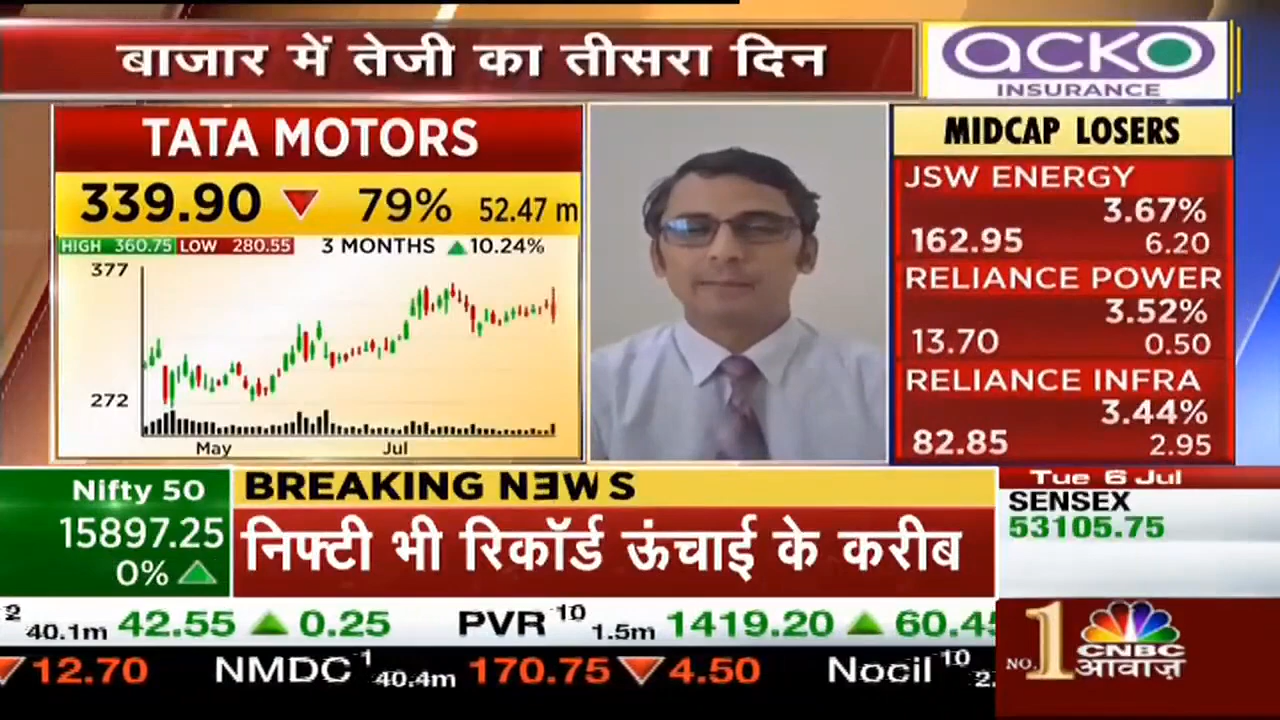 बाजार में तेजी का तीसरा दिन
acko
INSURANCE
TATA MOTORS
339.90 79% 52.47 m
HIGH 360.75 LOW 280.55 3 MONTHS 10.24%
377
272
May Jul
MIDCAP LOSERS
JSW ENERGY
3.67%
162.95 6.20
RELIANCE POWER
3.52%
13.70 0.50
RELIANCE INFRA
3.44%
82.85 2.95
Nifty 50
15897.25
0%
BREAKING NEWS
निफ्टी भी रिकॉर्ड ऊंचाई के करीब
Tue 6 Jul
SENSEX
53105.75
2 40.1m 42.55 0.25 PVR 10 1.5m 1419.20 60.45
12.70 NMDC 1 40.4m 170.75 4.50 Nocil 10
NO. 1 CNBC
आवाज़